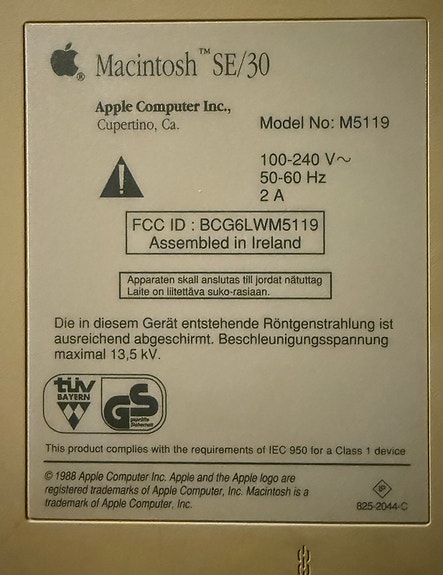 Macintosh™ SE/30
®
Apple Computer Inc.,
Cupertino, Ca.
Model No: M5119
100-240 V~
50-60 Hz
2 A
FCC ID : BCG6LWM5119
Assembled in Ireland
Apparaten skall anslutas till jordat nätuttag
Laite on liitettävä suko-rasiaan.
Die in diesem Gerät entstehende Röntgenstrahlung ist
ausreichend abgeschirmt. Beschleunigungsspannung
maximal 13,5 kV.
TÜV
BAYERN
GS
geprüfte
Sicherheit
This product complies with the requirements of IEC 950 for a Class 1 device
© 1988 Apple Computer Inc. Apple and the Apple logo are
registered trademarks of Apple Computer, Inc. Macintosh is a
trademark of Apple Computer, Inc.
825-2044-C